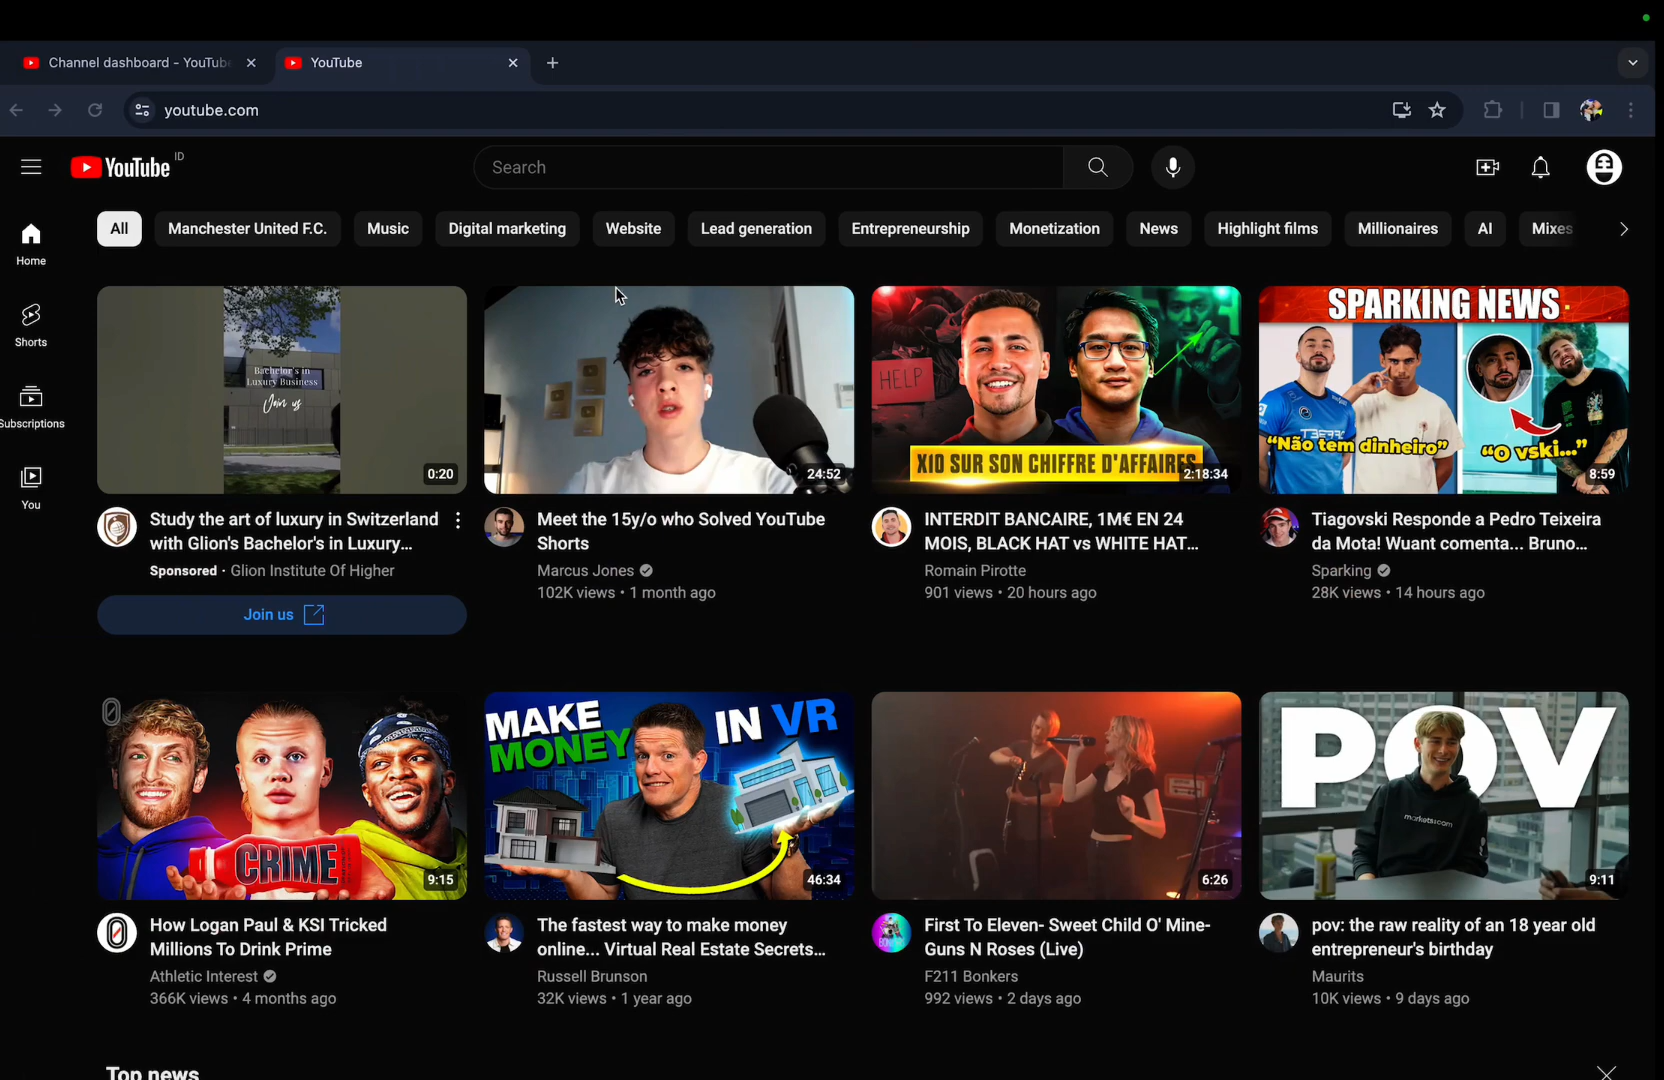 Channel dashboard - YouTube
YouTube
youtube.com
YouTube ID
Search
All
Manchester United F.C.
Music
Digital marketing
Website
Lead generation
Entrepreneurship
Monetization
News
Highlight films
Millionaires
AI
Mixes
Home
Shorts
Subscriptions
You
Bachelor's in
Luxury Business
Join us
0:20
24:52
HELP
X10 SUR SON CHIFFRE D'AFFAIRES
2:18:34
SPARKING NEWS
"Não tem dinheiro"
"O vski..."
8:59
Study the art of luxury in Switzerland
with Glion's Bachelor's in Luxury...
Sponsored · Glion Institute Of Higher
Join us
Meet the 15y/o who Solved YouTube
Shorts
Marcus Jones
102K views • 1 month ago
INTERDIT BANCAIRE, 1M€ EN 24
MOIS, BLACK HAT vs WHITE HAT...
Romain Pirotte
901 views • 20 hours ago
Tiagovski Responde a Pedro Teixeira
da Mota! Wuant comenta... Bruno...
Sparking
28K views • 14 hours ago
CRIME
9:15
MAKE
MONEY
IN VR
46:34
6:26
POV
markets.com
9:11
How Logan Paul & KSI Tricked
Millions To Drink Prime
Athletic Interest
366K views • 4 months ago
The fastest way to make money
online... Virtual Real Estate Secrets...
Russell Brunson
32K views • 1 year ago
BONKERS
First To Eleven- Sweet Child O' Mine-
Guns N Roses (Live)
F211 Bonkers
992 views • 2 days ago
pov: the raw reality of an 18 year old
entrepreneur's birthday
Maurits
10K views • 9 days ago
Top news